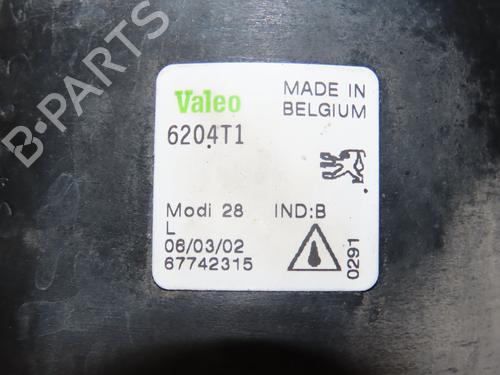 B-PARTS
Valeo
MADE IN
BELGIUM
6204T1
Modi 28 IND:B
L
06/03/02
67742315
0291